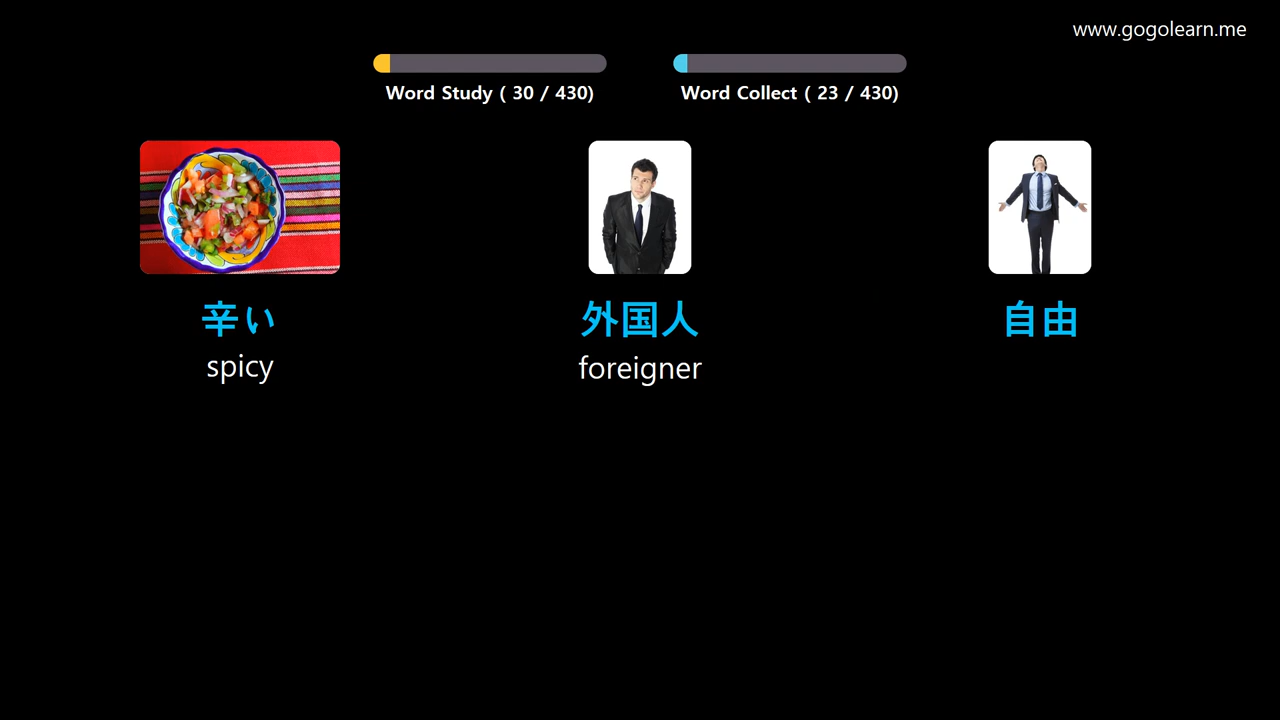 www.gogolearn.me
Word Study ( 30 / 430)
Word Collect ( 23 / 430)
辛い
外国人
自由
spicy
foreigner